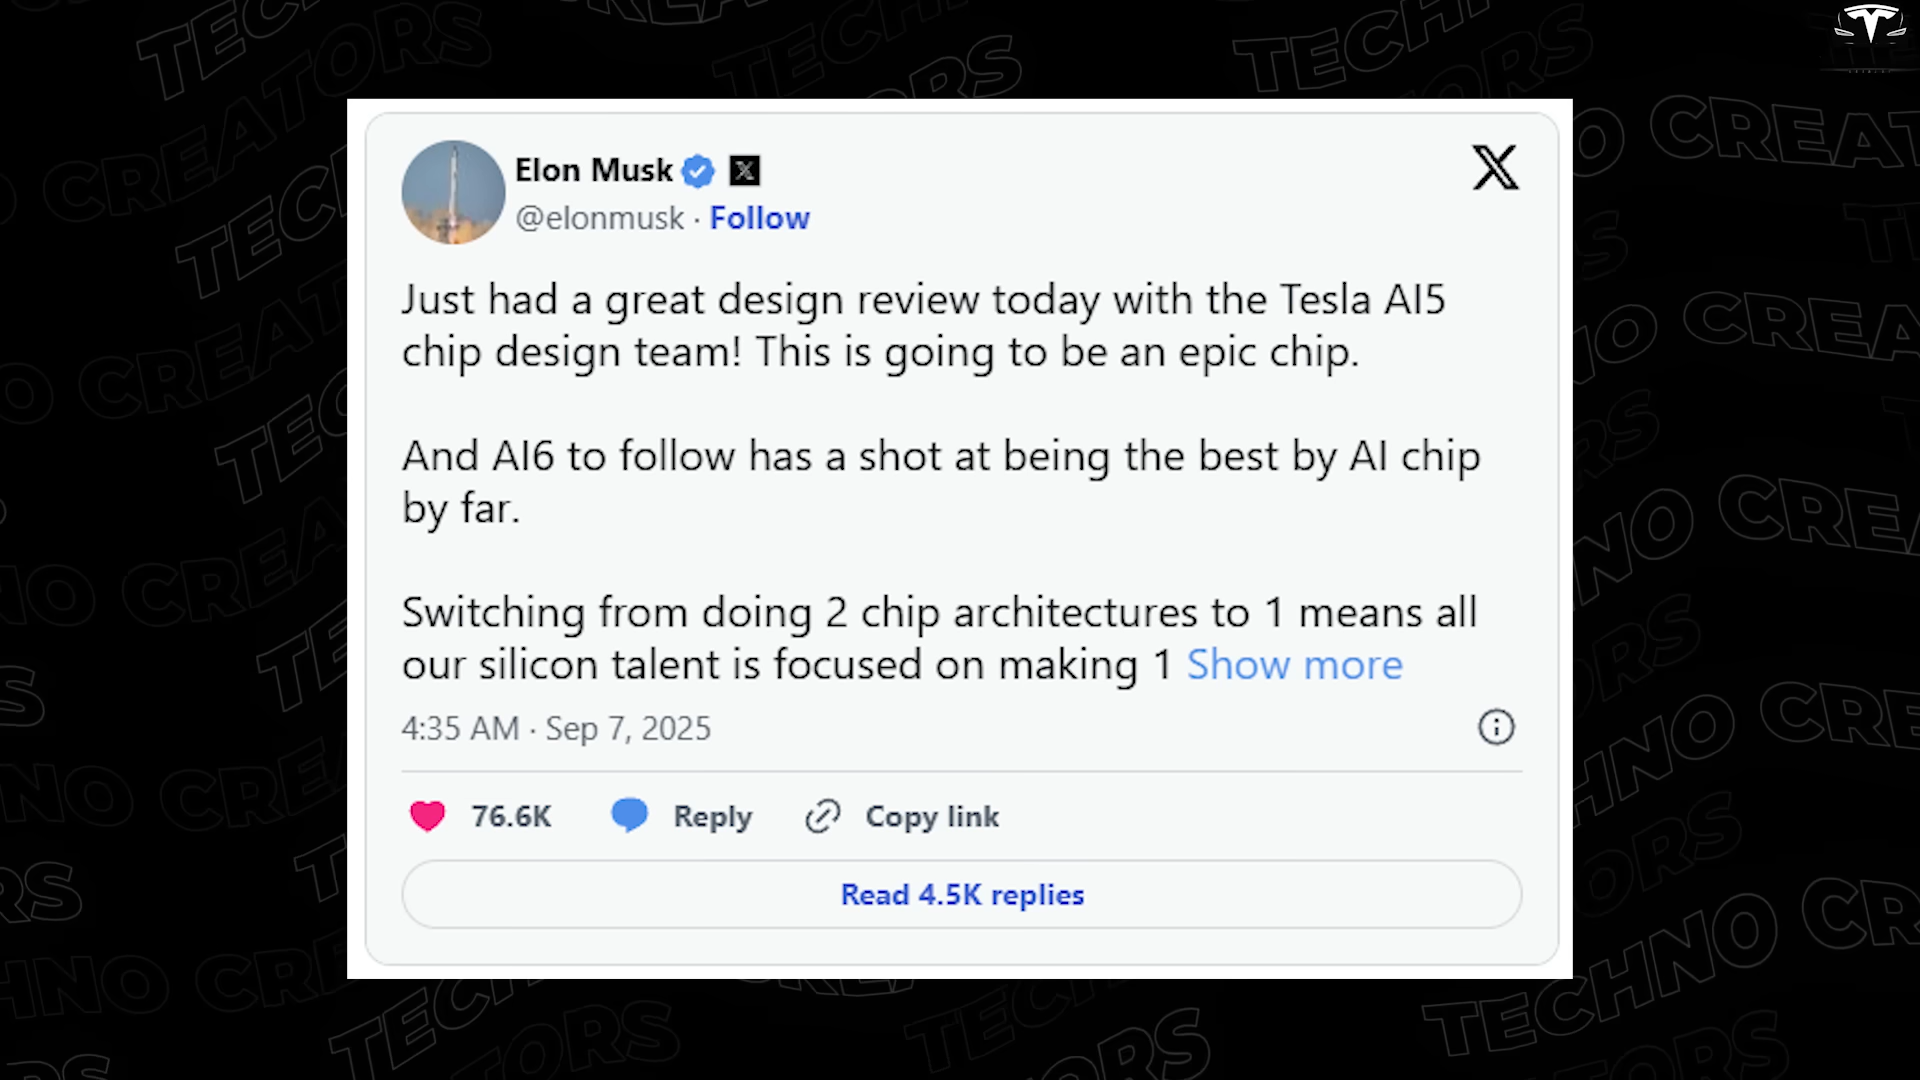 Elon Musk
@elonmusk · Follow
Just had a great design review today with the Tesla AI5
chip design team! This is going to be an epic chip.
And AI6 to follow has a shot at being the best by AI chip
by far.
Switching from doing 2 chip architectures to 1 means all
our silicon talent is focused on making 1 Show more
4:35 AM · Sep 7, 2025
76.6K Reply Copy link
Read 4.5K replies
TECHNO CREATORS